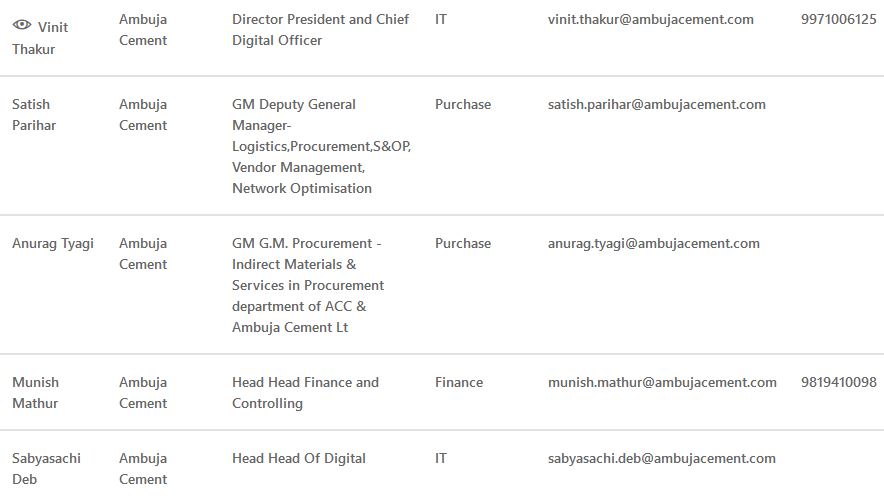 Vinit Thakur Ambuja Cement Director President and Chief Digital Officer IT vinit.thakur@ambujacement.com 9971006125
Satish Parihar Ambuja Cement GM Deputy General Manager-Logistics,Procurement,S&OP, Vendor Management, Network Optimisation Purchase satish.parihar@ambujacement.com
Anurag Tyagi Ambuja Cement GM G.M. Procurement - Indirect Materials & Services in Procurement department of ACC & Ambuja Cement Lt Purchase anurag.tyagi@ambujacement.com
Munish Mathur Ambuja Cement Head Head Finance and Controlling Finance munish.mathur@ambujacement.com 9819410098
Sabyasachi Deb Ambuja Cement Head Head Of Digital IT sabyasachi.deb@ambujacement.com